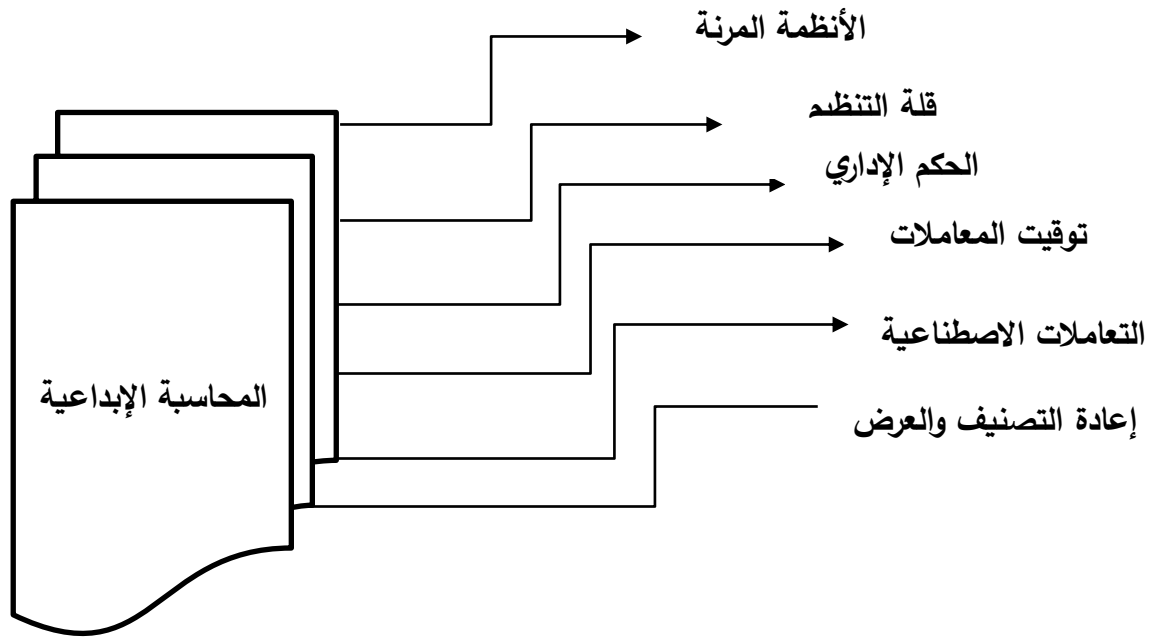 الأنظمة المرنة
قلة التنظيم
الحكم الإداري
توقيت المعاملات
التعاملات الاصطناعية
إعادة التصنيف والعرض
المحاسبة الإبداعية